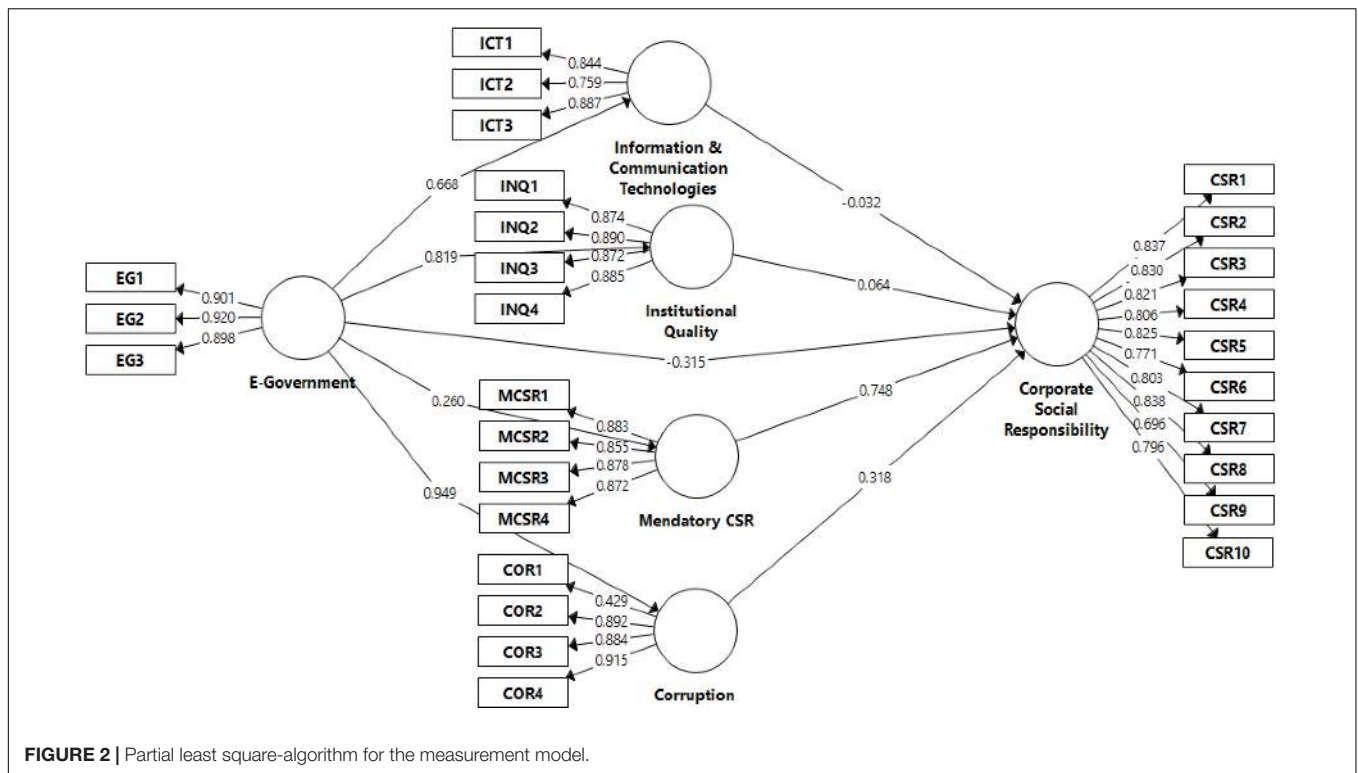 ICT1
0.844
ICT2
0.759
ICT3
0.887
Information &
Communication
Technologies
0.668
-0.032
INQ1
0.874
INQ2
0.890
INQ3
0.872
INQ4
0.885
0.819
Institutional
Quality
0.064
EG1
0.901
EG2
0.920
EG3
0.898
E-Government
-0.315
0.260
MCSR1
0.883
MCSR2
0.855
MCSR3
0.878
MCSR4
0.872
Mendatory CSR
0.748
0.949
COR1
0.429
COR2
0.892
COR3
0.884
COR4
0.915
Corruption
0.318
Corporate
Social
Responsibility
CSR1
0.837
CSR2
0.830
CSR3
0.821
CSR4
0.806
CSR5
0.825
CSR6
0.771
CSR7
0.803
CSR8
0.838
CSR9
0.696
CSR10
0.796
FIGURE 2 | Partial least square-algorithm for the measurement model.